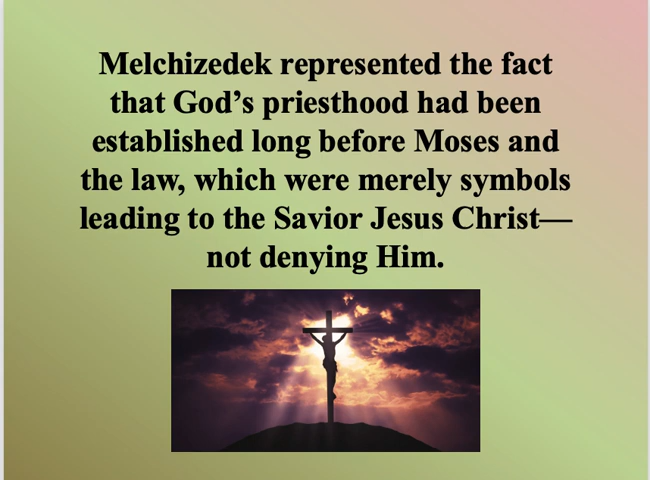 Melchizedek represented the fact
that God’s priesthood had been
established long before Moses and
the law, which were merely symbols
leading to the Savior Jesus Christ—
not denying Him.